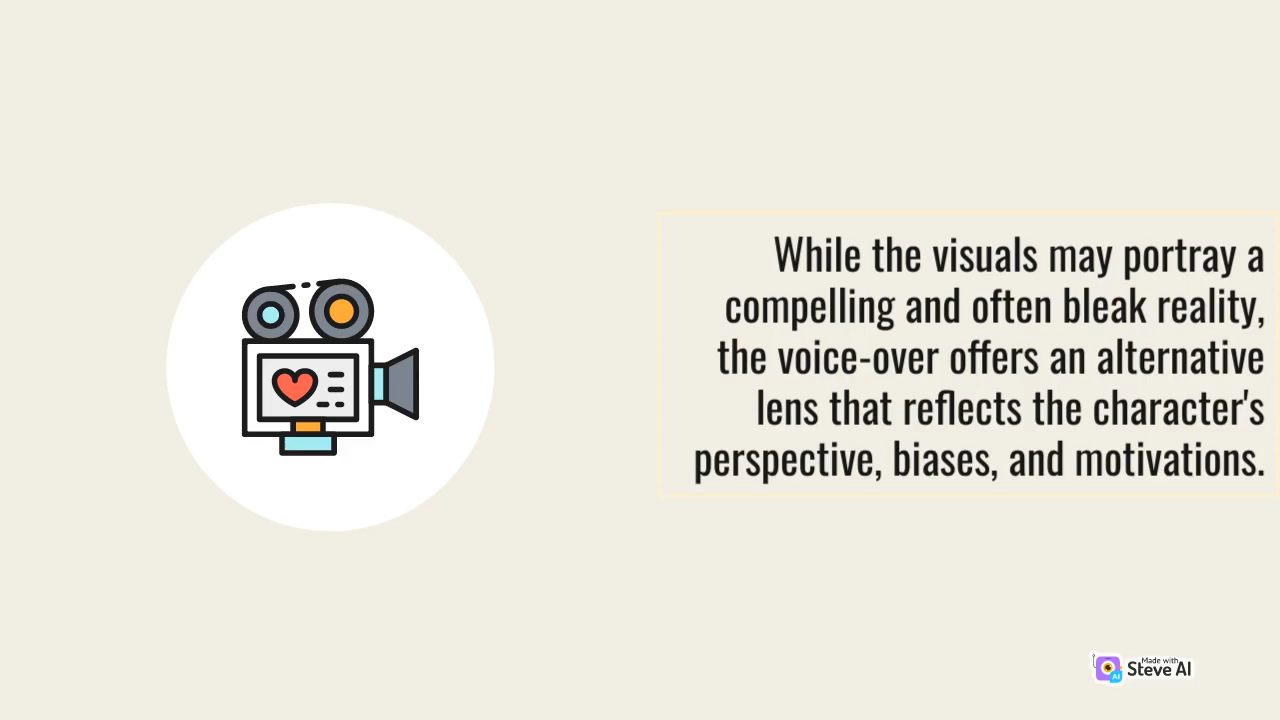 While the visuals may portray a
compelling and often bleak reality,
the voice-over offers an alternative
lens that reflects the character's
perspective, biases, and motivations.
Made with
Steve AI
AI